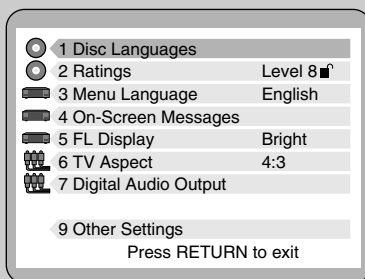 1 Disc Languages
2 Ratings Level 8
3 Menu Language English
4 On-Screen Messages
5 FL Display Bright
6 TV Aspect 4:3
7 Digital Audio Output
9 Other Settings
Press RETURN to exit